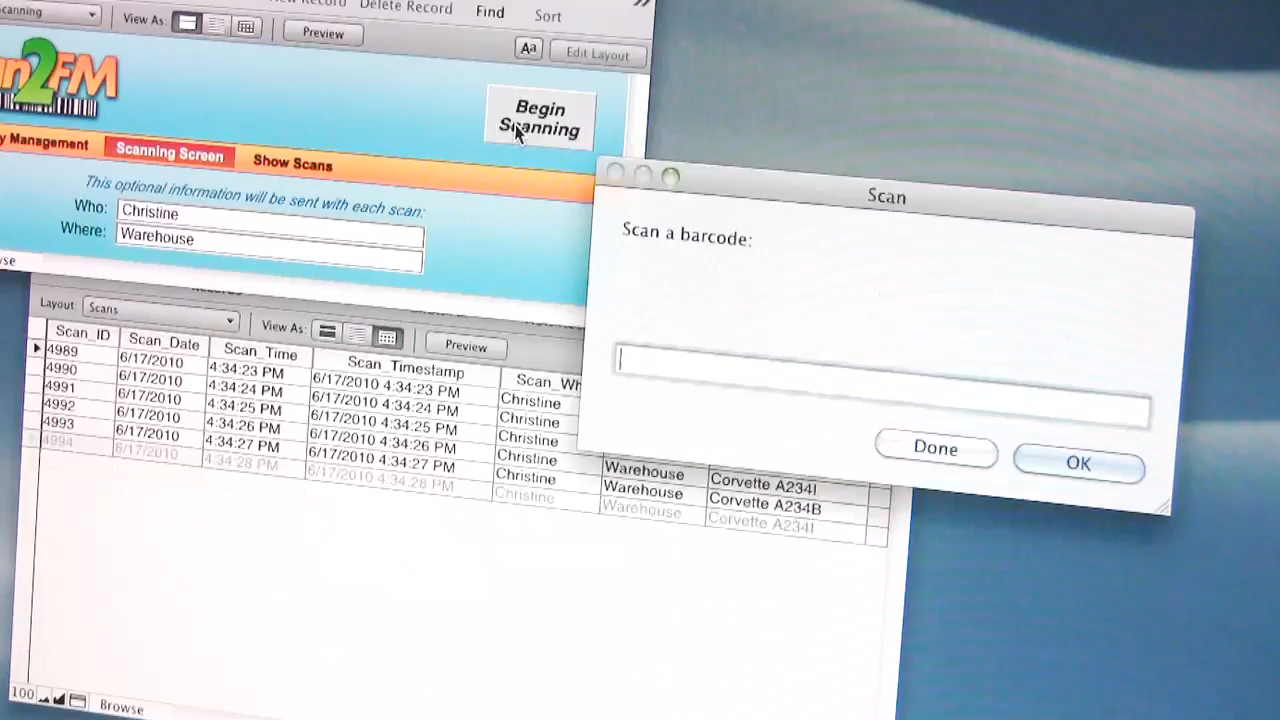 Scanning
View As:
New Record Delete Record Find Sort
Preview
Aa
Edit Layout
n2FM
Begin
Scanning
y Management Scanning Screen Show Scans
This optional information will be sent with each scan:
Who: Christine
Where: Warehouse
Scan
Scan a barcode:
Done OK
Layout: Scans
View As:
Preview
Scan_ID Scan_Date Scan_Time Scan_Timestamp Scan_Wh
4989 6/17/2010 4:34:23 PM 6/17/2010 4:34:23 PM Christine
4990 6/17/2010 4:34:24 PM 6/17/2010 4:34:24 PM Christine
4991 6/17/2010 4:34:25 PM 6/17/2010 4:34:25 PM Christine
4992 6/17/2010 4:34:26 PM 6/17/2010 4:34:26 PM Christine Warehouse Corvette A234I
4993 6/17/2010 4:34:27 PM 6/17/2010 4:34:27 PM Christine Warehouse Corvette A234B
4994 6/17/2010 4:34:28 PM 6/17/2010 4:34:28 PM Christine Warehouse Corvette A234I
100 Browse